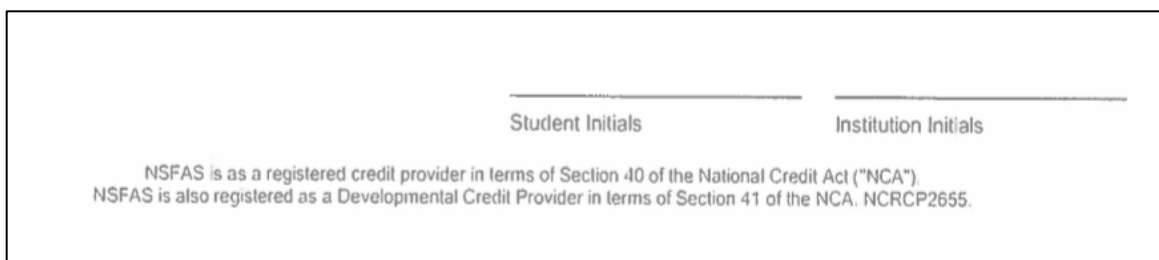 Student Initials Institution Initials
NSFAS is as a registered credit provider in terms of Section 40 of the National Credit Act ("NCA").
NSFAS is also registered as a Developmental Credit Provider in terms of Section 41 of the NCA. NCRCP2655.